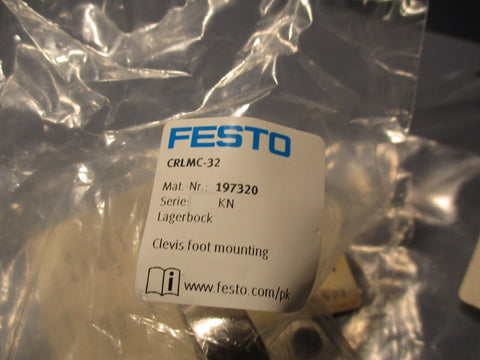 FESTO
CRLMC-32
Mat.-Nr.: 197320
Serie: KN
Lagerbock
Clevis foot mounting
www.festo.com/pk